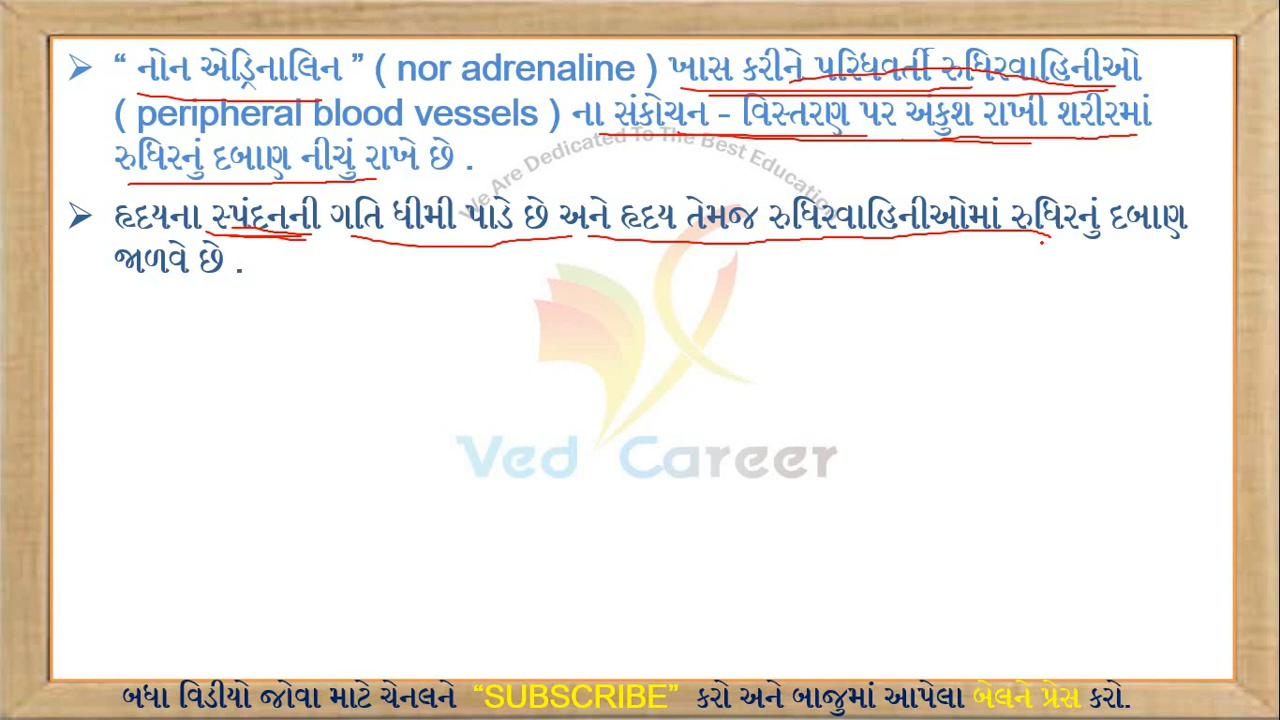 “ નોન એડ્રિનાલિન ” ( nor adrenaline ) ખાસ કરીને પરિઘવર્તી રુધિરવાહિનીઓ
( peripheral blood vessels ) ના સંકોચન - વિસ્તરણ પર અંકુશ રાખી શરીરમાં
રુધિરનું દબાણ નીચું રાખે છે .
We Are Dedicated To The Best Education
હૃદયના સ્પંદનની ગતિ ધીમી પાડે છે અને હૃદય તેમજ રુધિરવાહિનીઓમાં રુધિરનું દબાણ
જાળવે છે .
Ved Career
બધા વિડીયો જોવા માટે ચેનલને “SUBSCRIBE” કરો અને બાજુમાં આપેલા બેલને પ્રેસ કરો.